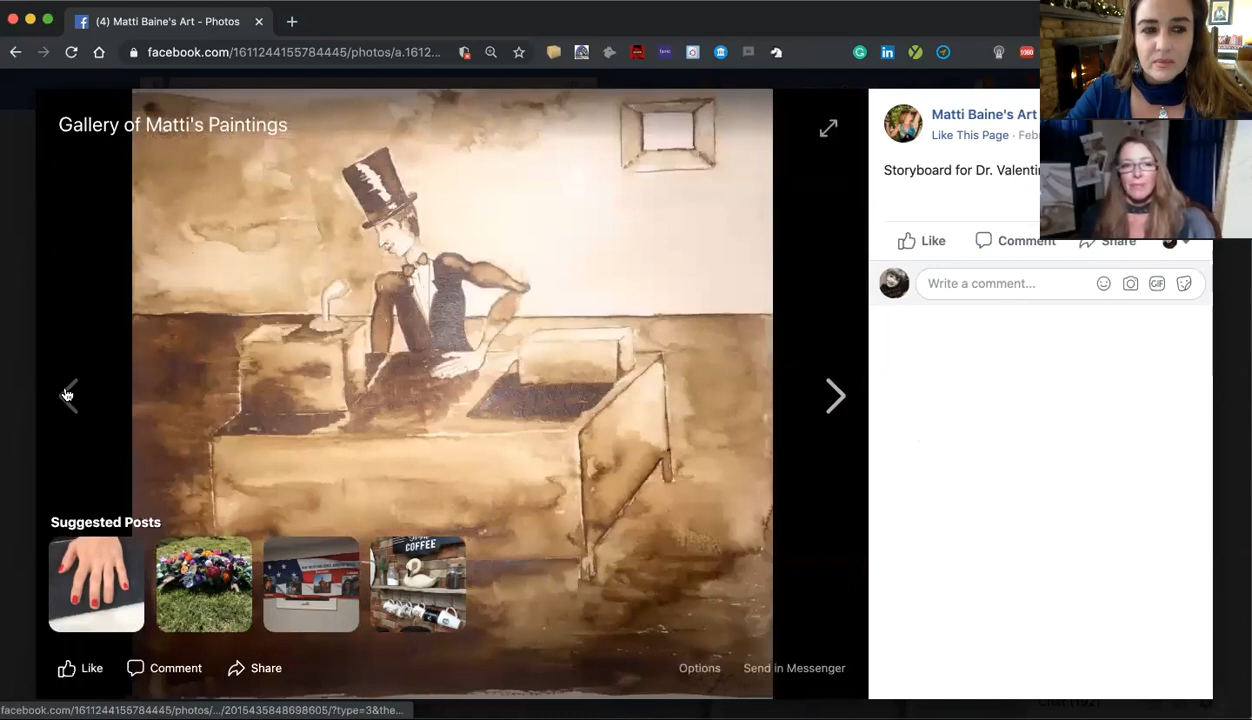 (4) Matti Baine's Art - Photos
facebook.com/1611244155784445/photos/a.1612...
Gallery of Matti's Paintings
Matti Baine's Art
Like This Page · Feb
Storyboard for Dr. Valentin
Like
Comment
Share
Write a comment...
GIF
Suggested Posts
COFFEE
Like
Comment
Share
Options
Send in Messenger
facebook.com/1611244155784445/photos/.../2015435848698605/?type=3&the...